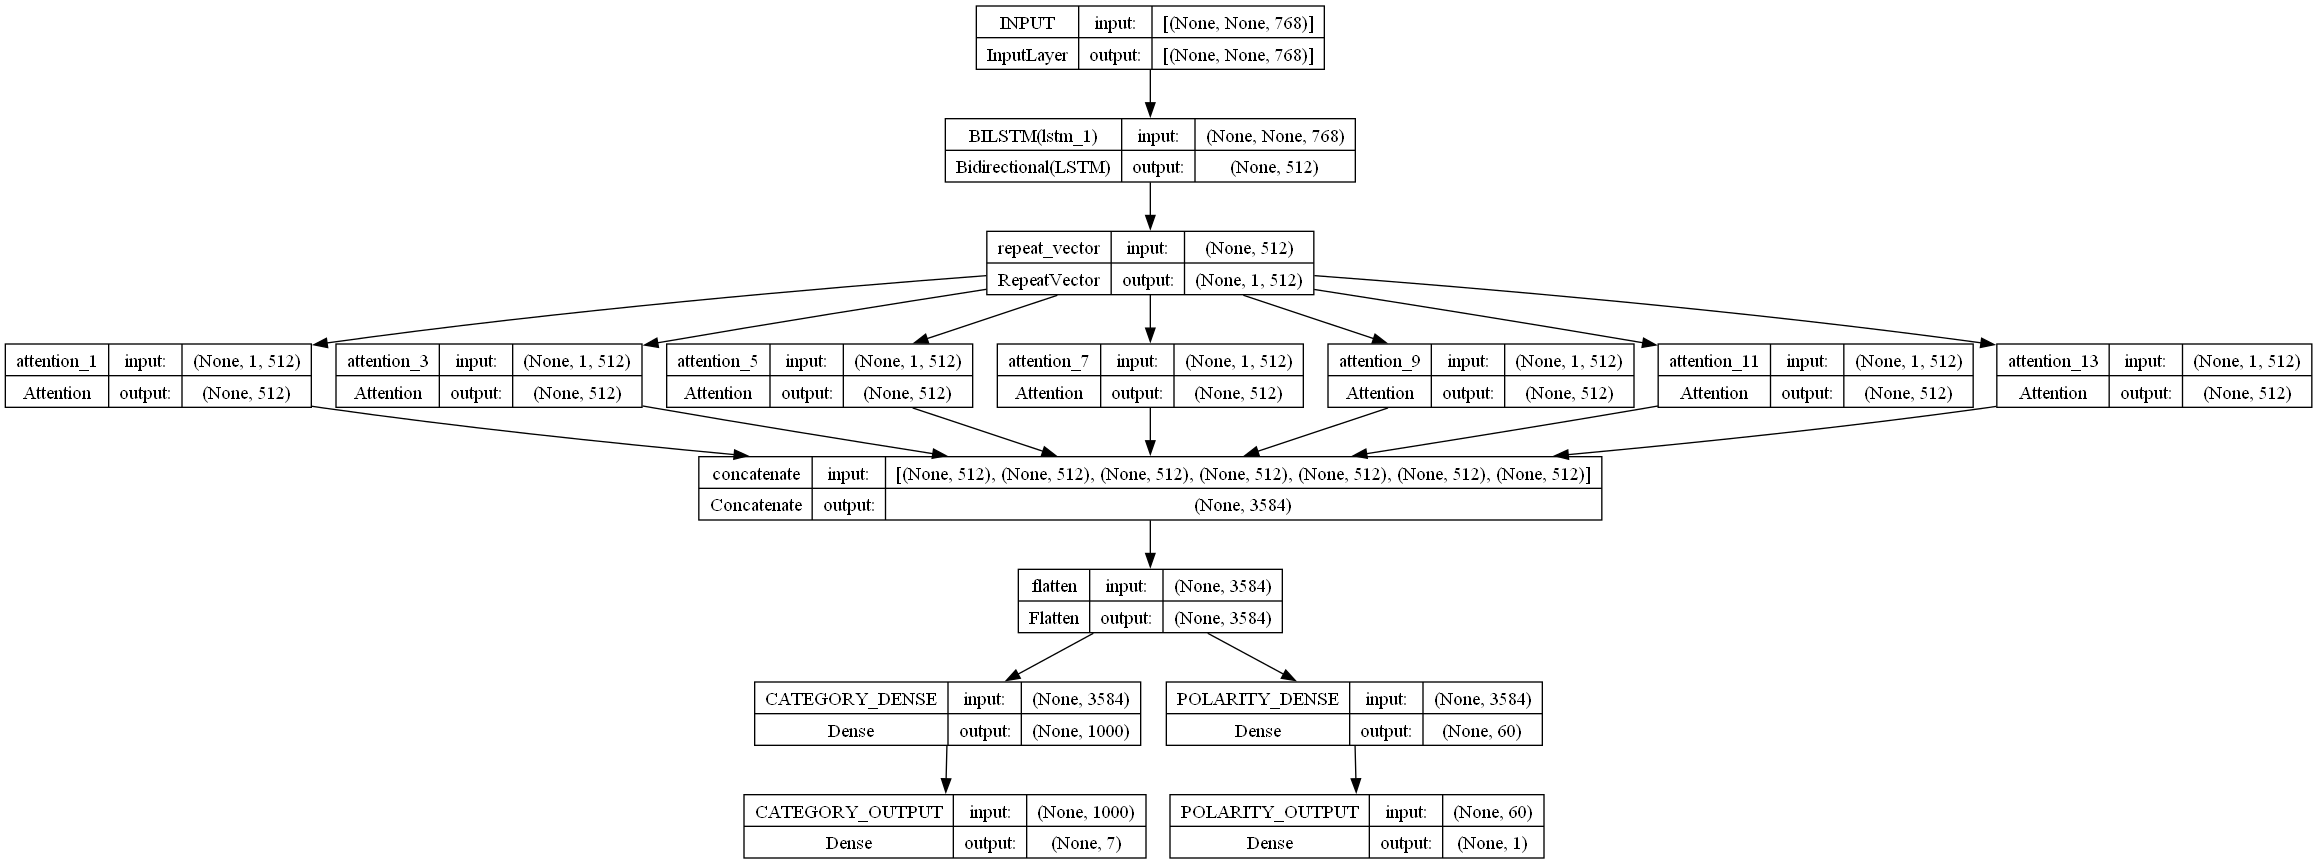 INPUT input: [(None, None, 768)]
InputLayer output: [(None, None, 768)]
BILSTM(lstm_1) input: (None, None, 768)
Bidirectional(LSTM) output: (None, 512)
repeat_vector input: (None, 512)
RepeatVector output: (None, 1, 512)
attention_1 input: (None, 1, 512)
Attention output: (None, 512)
attention_3 input: (None, 1, 512)
Attention output: (None, 512)
attention_5 input: (None, 1, 512)
Attention output: (None, 512)
attention_7 input: (None, 1, 512)
Attention output: (None, 512)
attention_9 input: (None, 1, 512)
Attention output: (None, 512)
attention_11 input: (None, 1, 512)
Attention output: (None, 512)
attention_13 input: (None, 1, 512)
Attention output: (None, 512)
concatenate input: [(None, 512), (None, 512), (None, 512), (None, 512), (None, 512), (None, 512), (None, 512)]
Concatenate output: (None, 3584)
flatten input: (None, 3584)
Flatten output: (None, 3584)
CATEGORY_DENSE input: (None, 3584)
Dense output: (None, 1000)
POLARITY_DENSE input: (None, 3584)
Dense output: (None, 60)
CATEGORY_OUTPUT input: (None, 1000)
Dense output: (None, 7)
POLARITY_OUTPUT input: (None, 60)
Dense output: (None, 1)